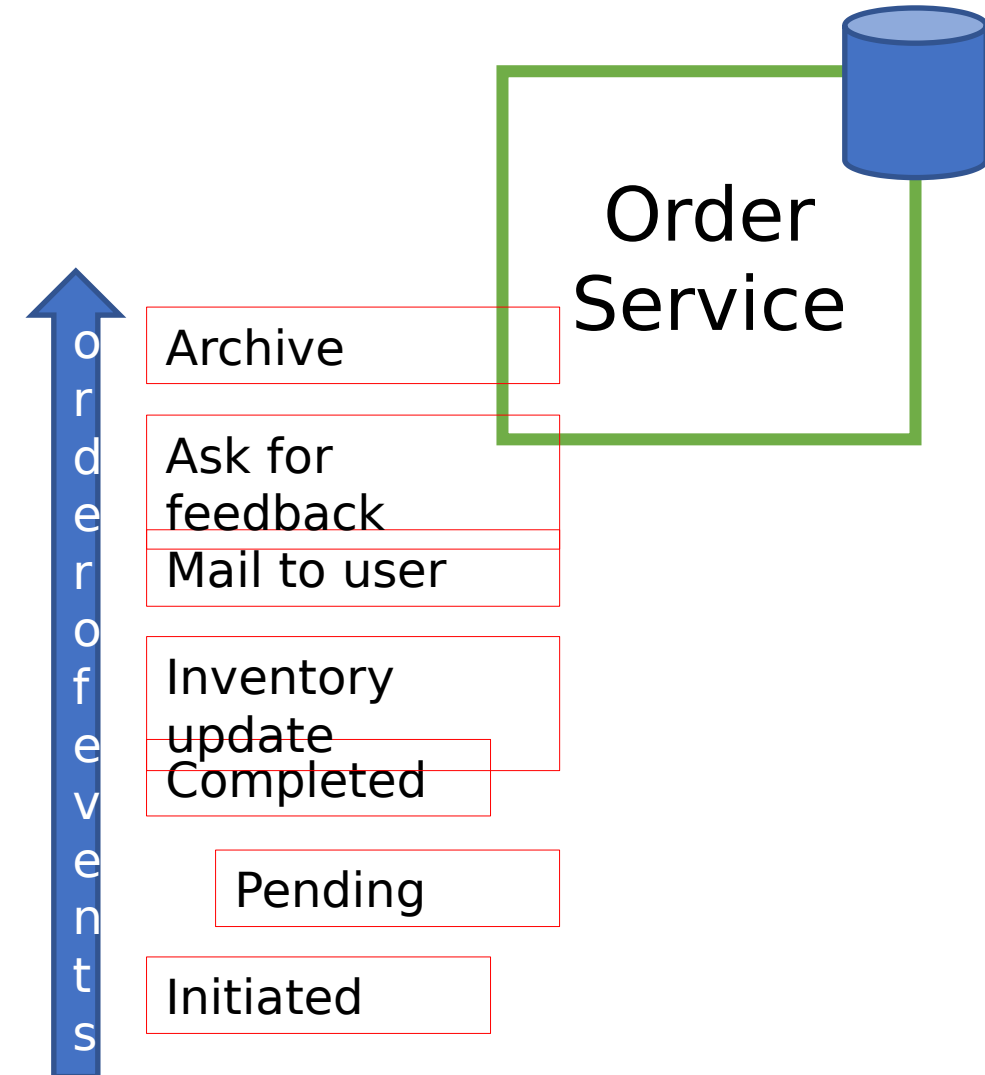 Order
Service
Archive
Ask for
feedback
Mail to user
Inventory
update
Completed
Pending
Initiated
o
r
d
e
r
o
f
e
v
e
n
t
s